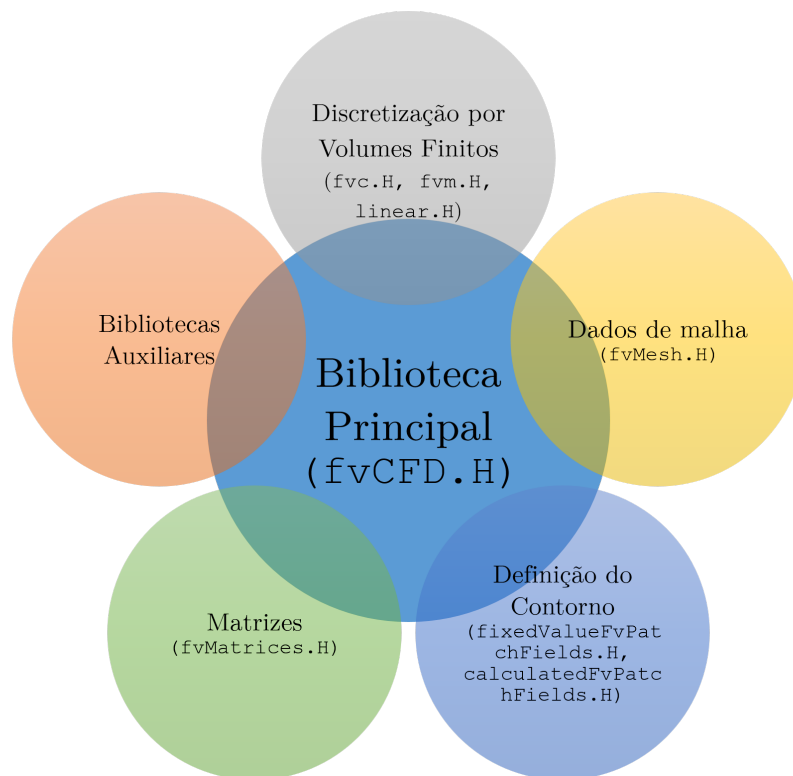 Discretização por
Volumes Finitos
(fvc.H, fvm.H,
linear.H)
Bibliotecas
Auxiliares
Dados de malha
(fvMesh.H)
Biblioteca
Principal
(fvCFD.H)
Matrizes
(fvMatrices.H)
Definição do
Contorno
(fixedValueFvPat
chFields.H,
calculatedFvPatc
hFields.H)